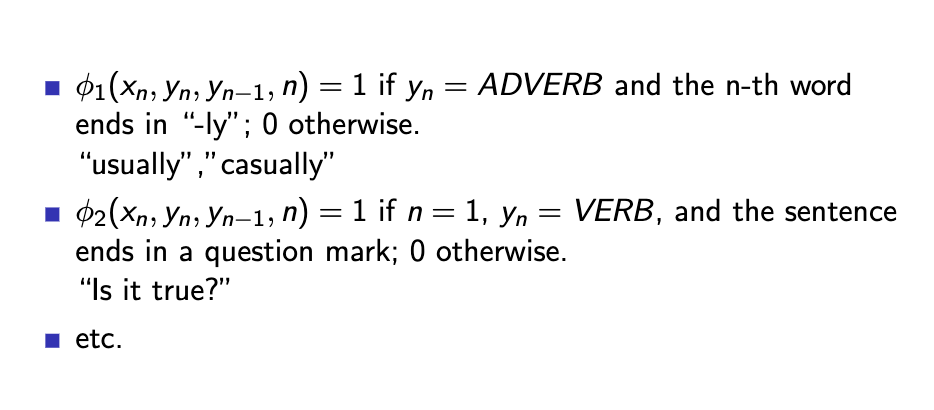 ■ ϕ₁(xₙ, yₙ, yₙ₋₁, n) = 1 if yₙ = ADVERB and the n-th word
ends in “-ly”; 0 otherwise.
“usually”,”casually”
■ ϕ₂(xₙ, yₙ, yₙ₋₁, n) = 1 if n = 1, yₙ = VERB, and the sentence
ends in a question mark; 0 otherwise.
“Is it true?”
■ etc.